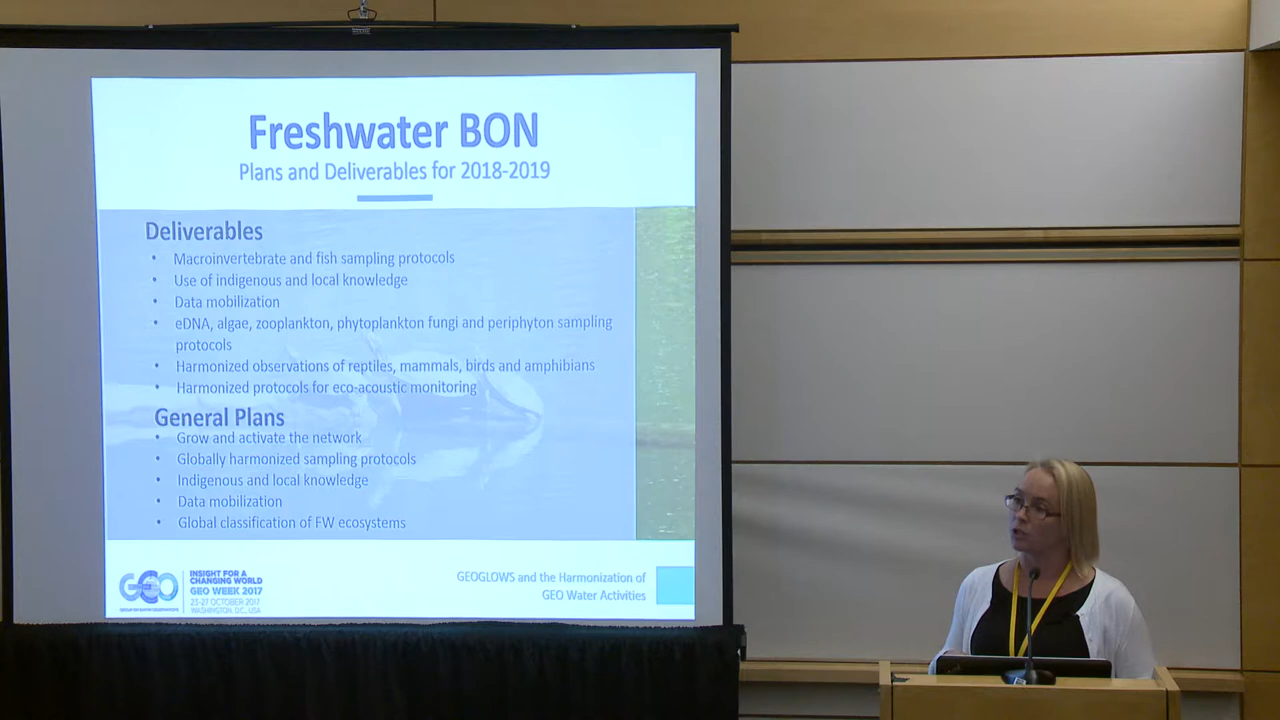 Freshwater BON
Plans and Deliverables for 2018-2019
Deliverables
• Macroinvertebrate and fish sampling protocols
• Use of indigenous and local knowledge
• Data mobilization
• eDNA, algae, zooplankton, phytoplankton fungi and periphyton sampling
protocols
• Harmonized observations of reptiles, mammals, birds and amphibians
• Harmonized protocols for eco-acoustic monitoring
General Plans
• Grow and activate the network
• Globally harmonized sampling protocols
• Indigenous and local knowledge
• Data mobilization
• Global classification of FW ecosystems
GEO
INSIGHT FOR A
CHANGING WORLD
GEO WEEK 2017
23-27 OCTOBER 2017
WASHINGTON, D.C., USA
GEOGLOWS and the Harmonization of
GEO Water Activities